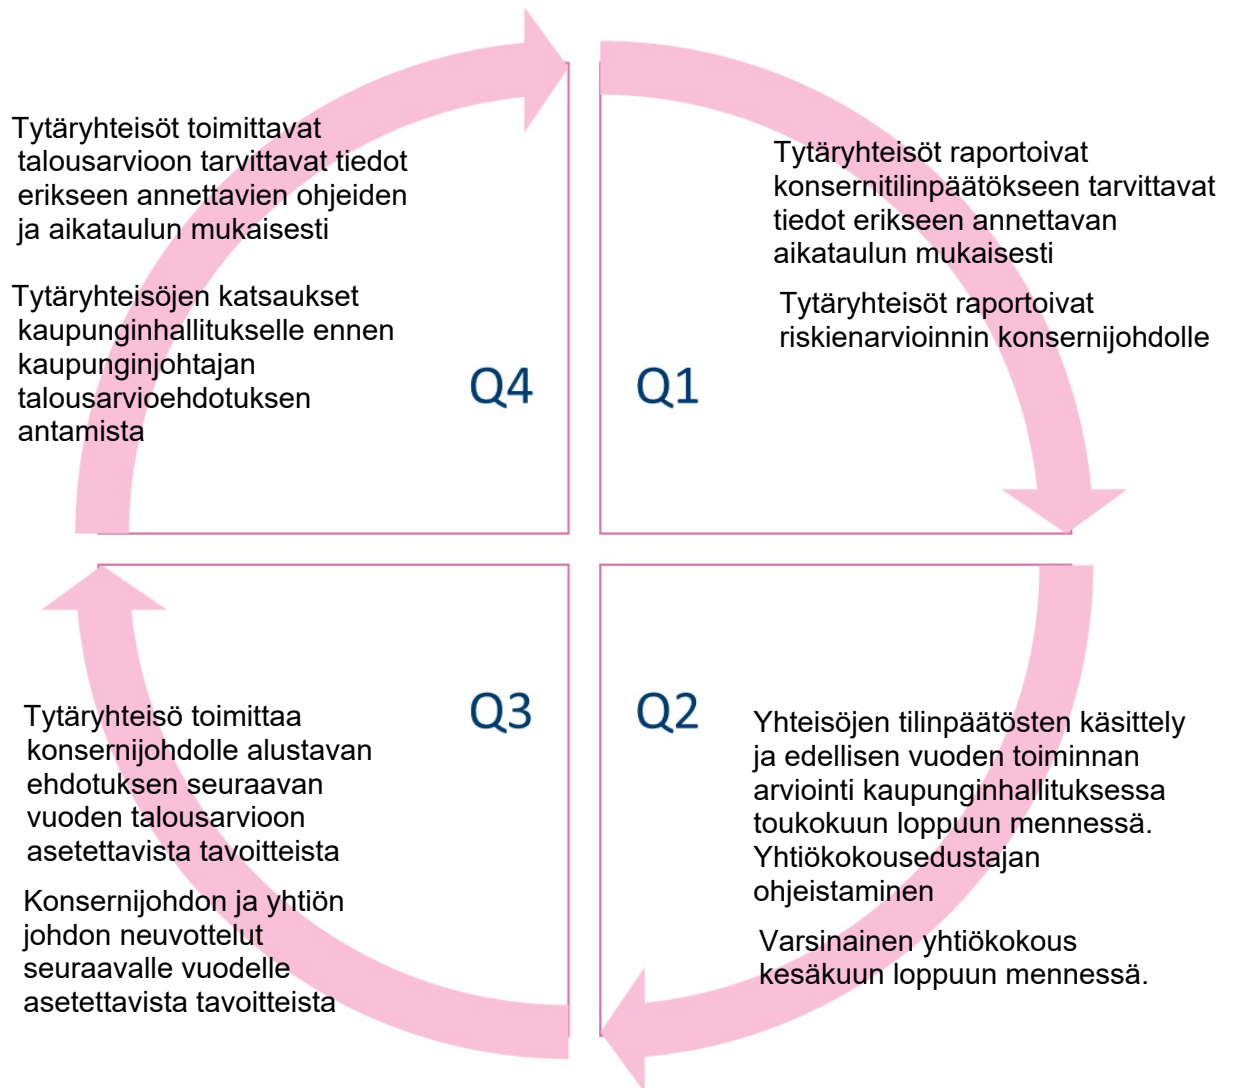 Tytäryhteisöt toimittavat
talousarvioon tarvittavat tiedot
erikseen annettavien ohjeiden
ja aikataulun mukaisesti
Tytäryhteisöjen katsaukset
kaupunginhallitukselle ennen
kaupunginjohtajan
talousarvioehdotuksen
antamista
Q4
Tytäryhteisöt raportoivat
konsernitilinpäätökseen tarvittavat
tiedot erikseen annettavan
aikataulun mukaisesti
Tytäryhteisöt raportoivat
riskienarvioinnin konsernijohdolle
Q1
Tytäryhteisö toimittaa
konsernijohdolle alustavan
ehdotuksen seuraavan
vuoden talousarvioon
asetettavista tavoitteista
Konsernijohdon ja yhtiön
johdon neuvottelut
seuraavalle vuodelle
asetettavista tavoitteista
Q3
Q2
Yhteisöjen tilinpäätösten käsittely
ja edellisen vuoden toiminnan
arviointi kaupunginhallituksessa
toukokuun loppuun mennessä.
Yhtiökokousedustajan
ohjeistaminen
Varsinainen yhtiökokous
kesäkuun loppuun mennessä.